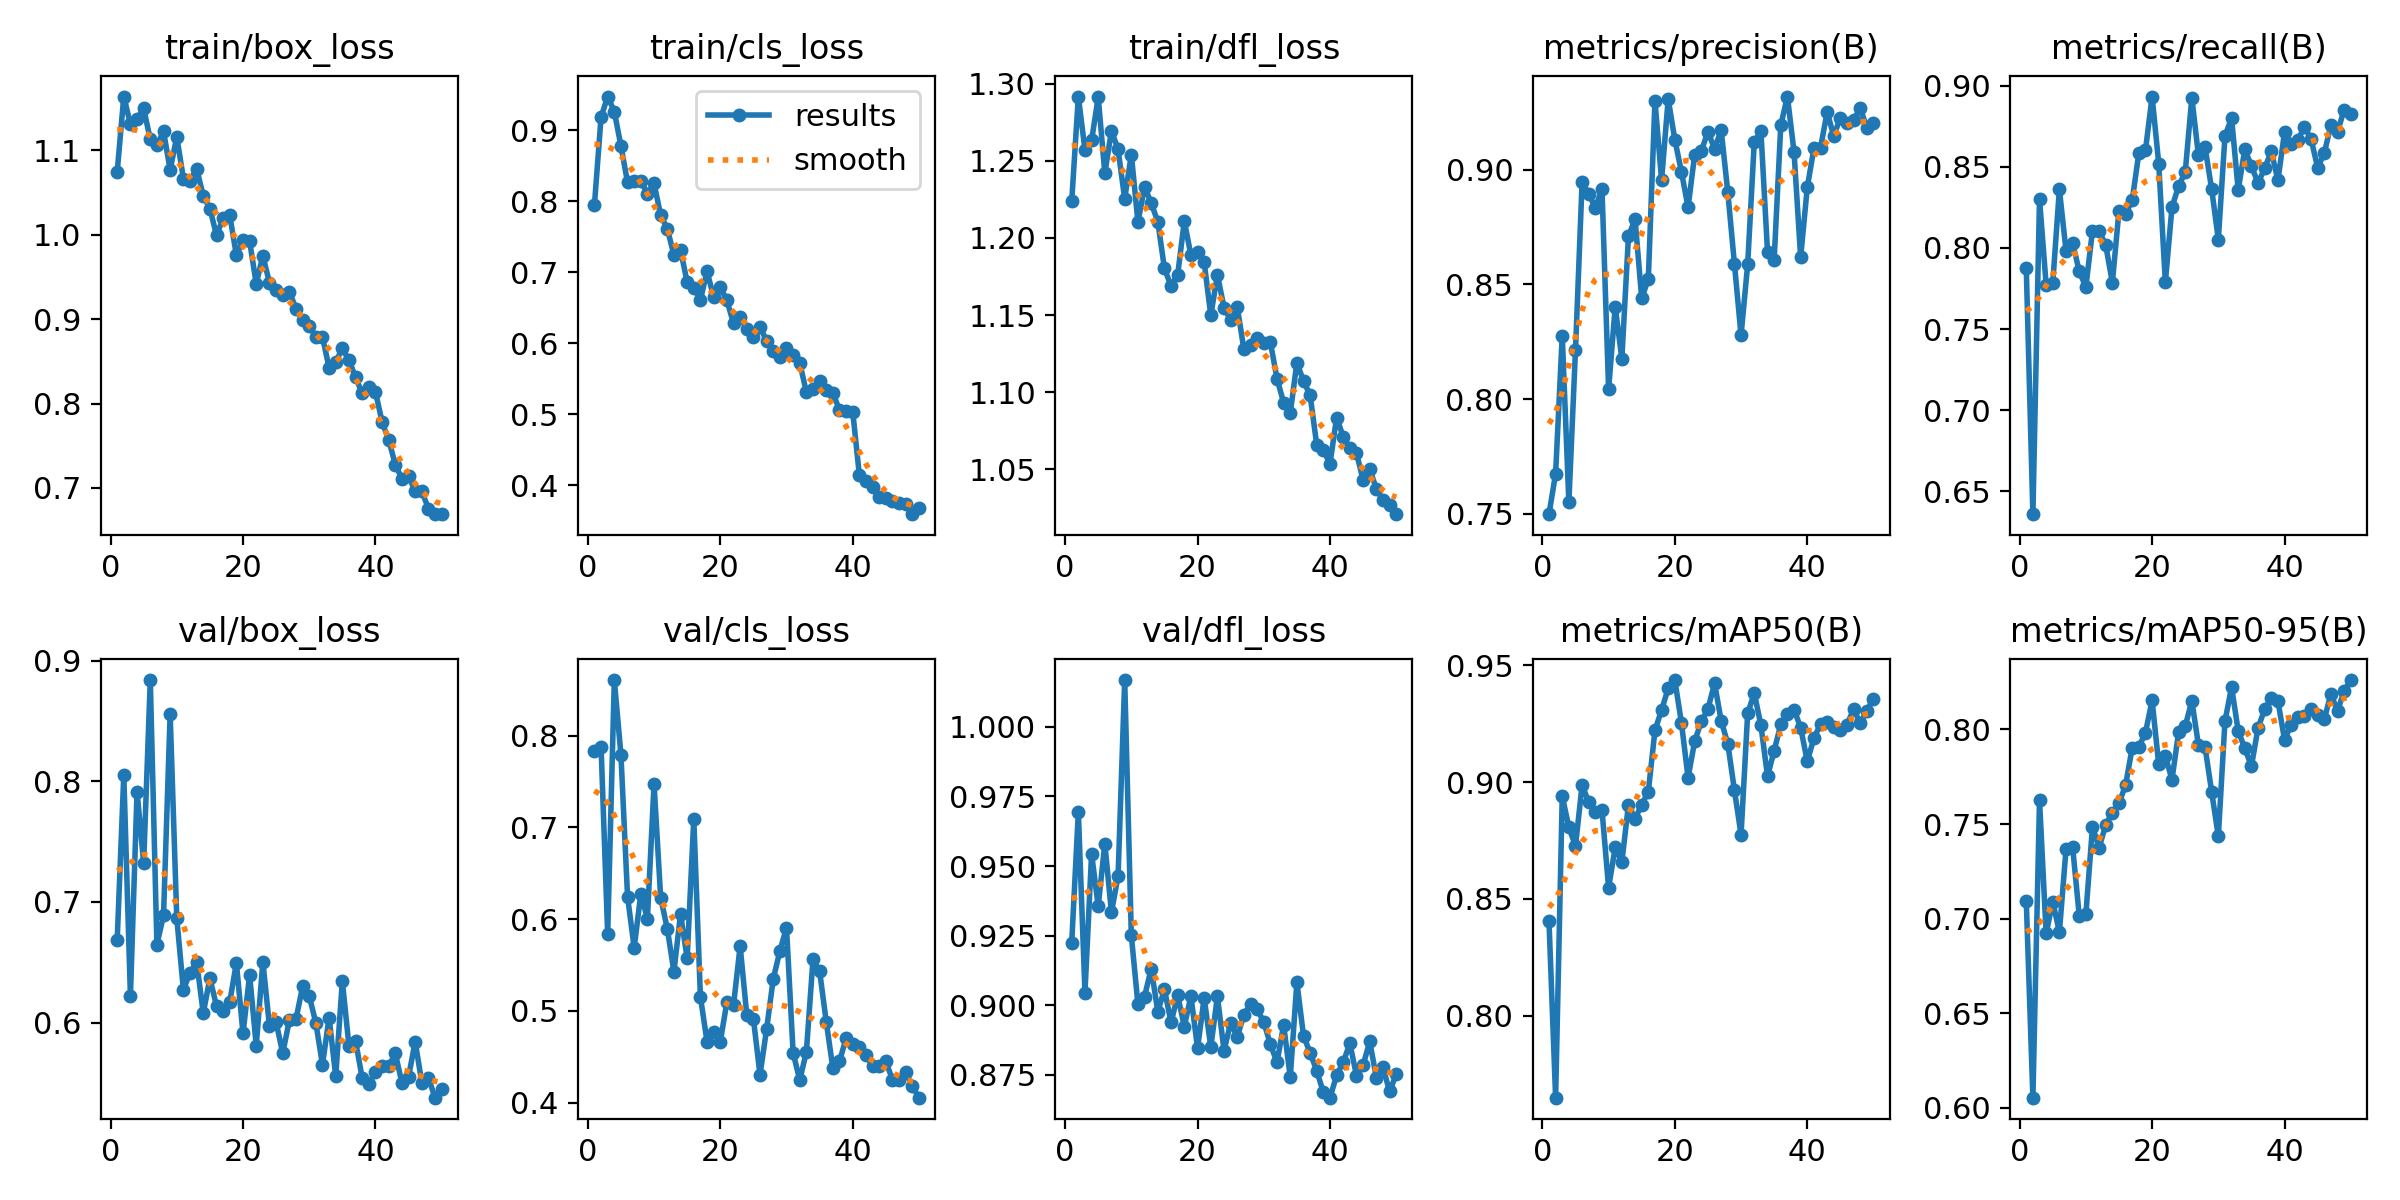 train/box_loss
1.1
1.0
0.9
0.8
0.7
0 20 40
train/cls_loss
results
smooth
0.9
0.8
0.7
0.6
0.5
0.4
0 20 40
train/dfl_loss
1.30
1.25
1.20
1.15
1.10
1.05
0 20 40
metrics/precision(B)
0.90
0.85
0.80
0.75
0 20 40
metrics/recall(B)
0.90
0.85
0.80
0.75
0.70
0.65
0 20 40
val/box_loss
0.9
0.8
0.7
0.6
0 20 40
val/cls_loss
0.8
0.7
0.6
0.5
0.4
0 20 40
val/dfl_loss
1.000
0.975
0.950
0.925
0.900
0.875
0 20 40
metrics/mAP50(B)
0.95
0.90
0.85
0.80
0 20 40
metrics/mAP50-95(B)
0.80
0.75
0.70
0.65
0.60
0 20 40